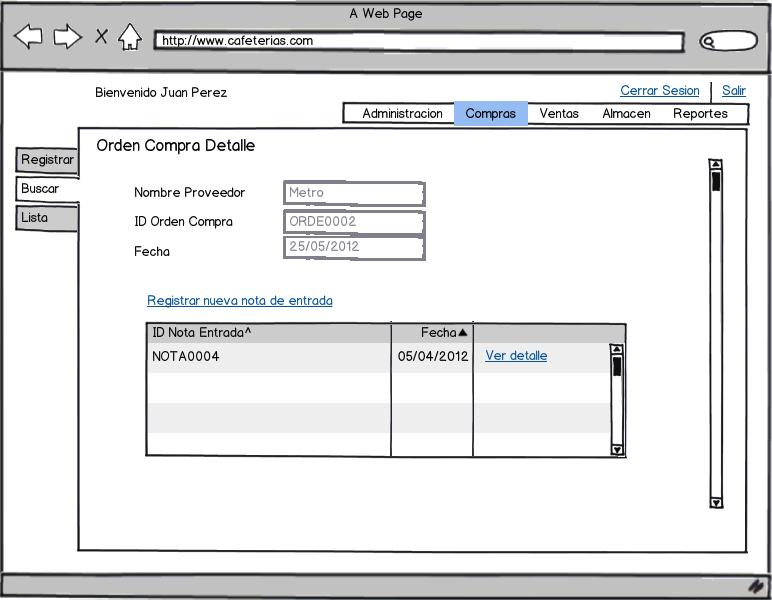 A Web Page
http://www.cafeterias.com
Bienvenido Juan Perez
Cerrar Sesion
Salir
Administracion Compras Ventas Almacen Reportes
Orden Compra Detalle
Registrar
Buscar
Lista
Nombre Proveedor Metro
ID Orden Compra ORDE0002
Fecha 25/05/2012
Registrar nueva nota de entrada
ID Nota Entrada^ Fecha▲
NOTA0004 05/04/2012 Ver detalle